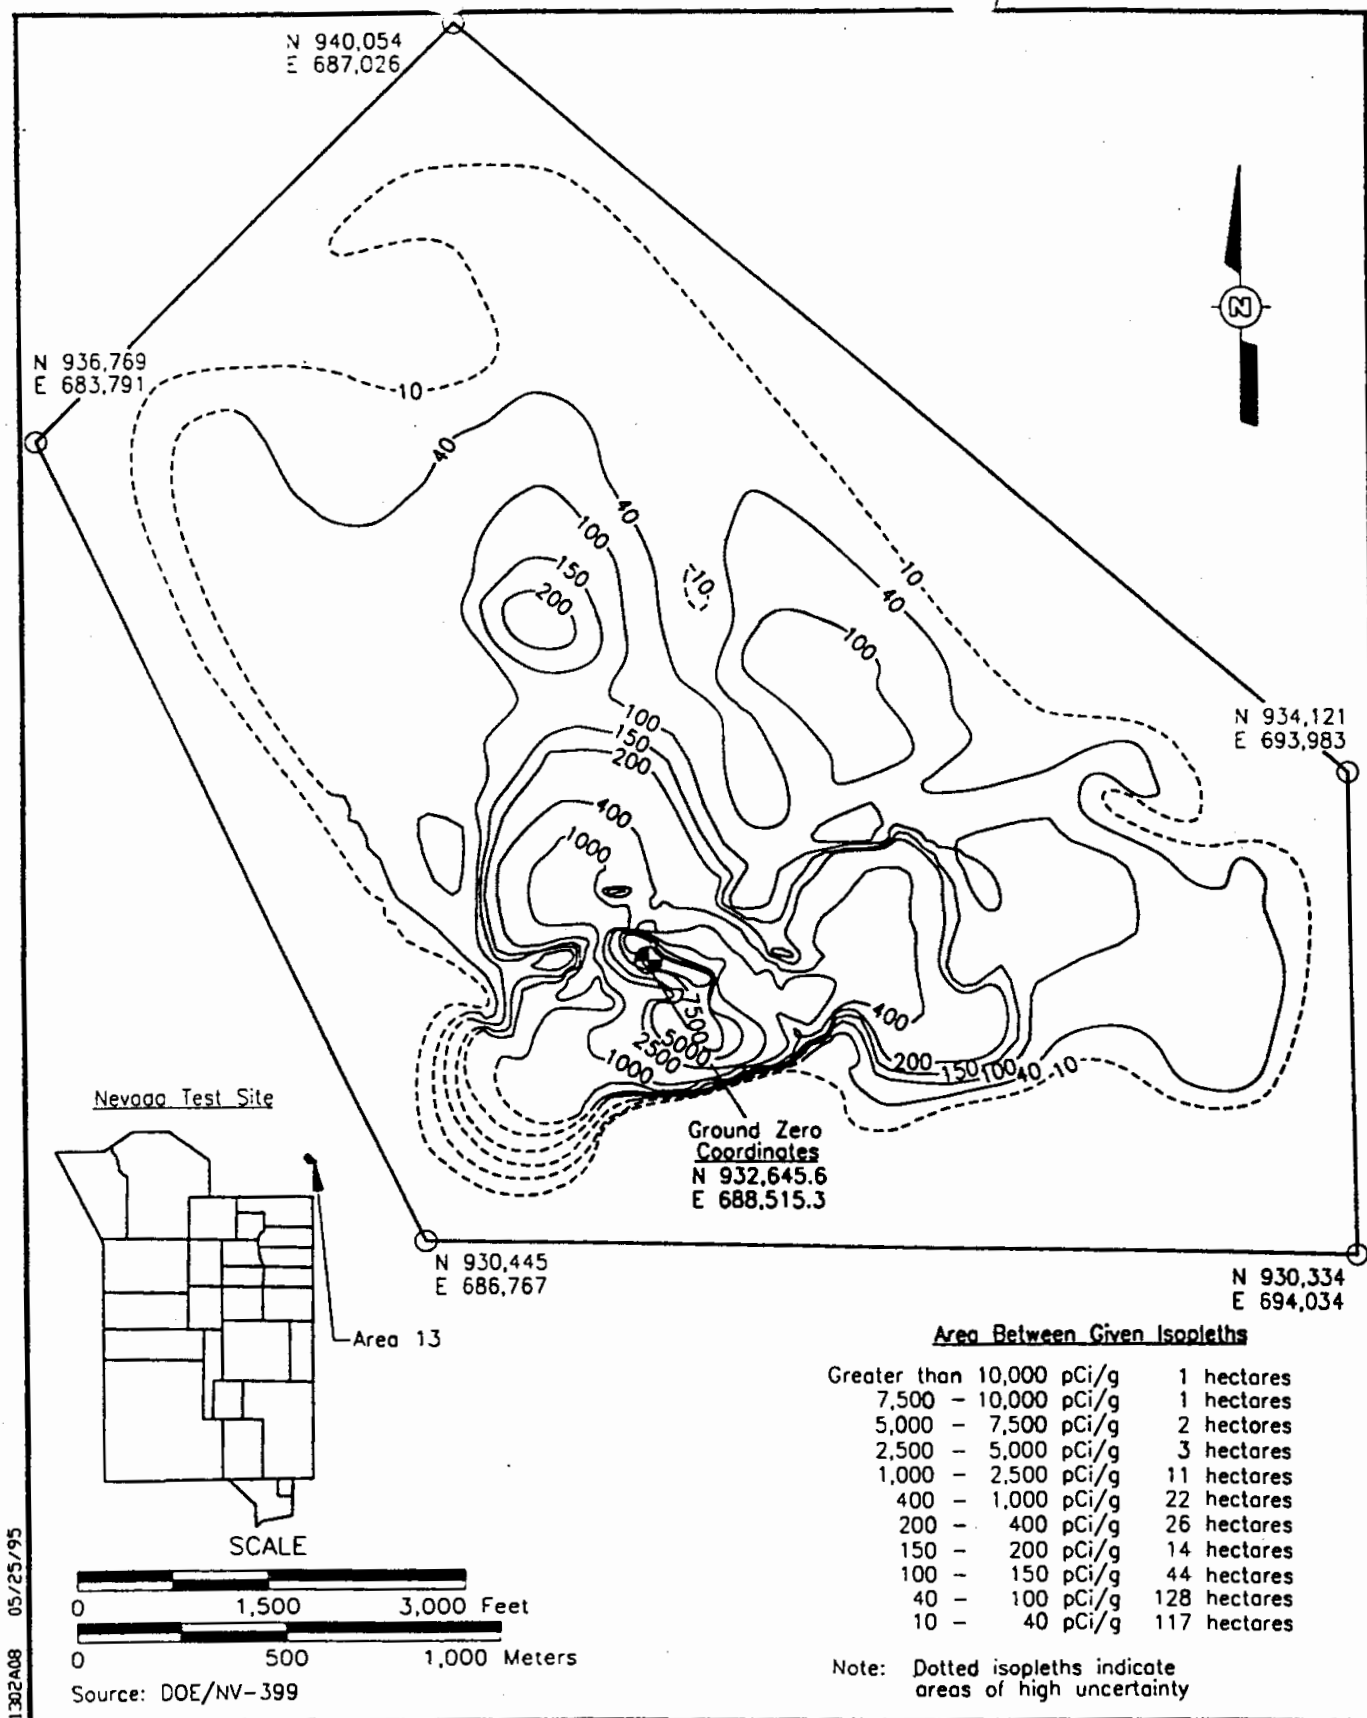 N 940,054
E 687,026
N
N 936,769
E 683,791
10
40
40
100
150
200
10
10
40
100
N 934,121
E 693,983
100
150
200
400
1000
400
7500
5000
2500
1000
200
150
100
40
10
Ground Zero
Coordinates
N 932,645.6
E 688,515.3
Nevada Test Site
Area 13
N 930,445
E 686,767
N 930,334
E 694,034
Area Between Given Isopleths
Greater than 10,000 pCi/g 1 hectares
7,500 - 10,000 pCi/g 1 hectares
5,000 - 7,500 pCi/g 2 hectores
2,500 - 5,000 pCi/g 3 hectares
1,000 - 2,500 pCi/g 11 hectares
400 - 1,000 pCi/g 22 hectares
200 - 400 pCi/g 26 hectares
150 - 200 pCi/g 14 hectares
100 - 150 pCi/g 44 hectares
40 - 100 pCi/g 128 hectares
10 - 40 pCi/g 117 hectares
Note: Dotted isopleths indicate
areas of high uncertainty
SCALE
0 1,500 3,000 Feet
0 500 1,000 Meters
Source: DOE/NV-399
1302A08 05/25/95